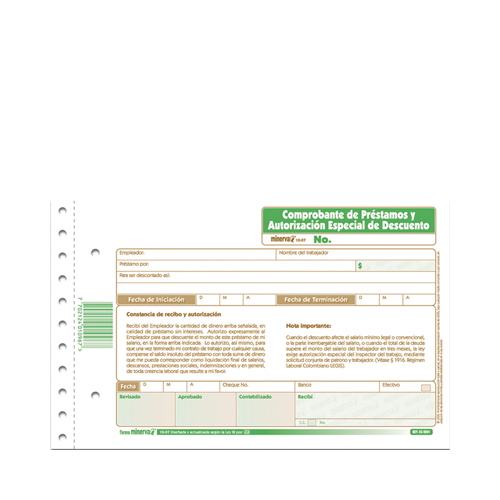 Comprobante de Préstamos y
Autorización Especial de Descuento
minerva 10-07 No.
Empleador: Nombre del trabajador
Préstamo por: $
Para ser descontado así:
Fecha de Iniciación D M A Fecha de Terminación D M A
Constancia de recibo y autorización
Recibí del Empleador la cantidad de dinero arriba señalada, en
calidad de préstamo sin intereses. Autorizo expresamente al
Empleador para que descuente el monto de este préstamo de mi
salario, en la forma arriba indicada. Lo autorizo, así mismo, para
que una vez terminado mi contrato de trabajo por cualquier causa,
compense el saldo insoluto del préstamo con toda suma de dinero
que me corresponda como liquidación final de salarios,
descansos, prestaciones sociales, indemnizaciones y en general,
de toda acreencia laboral que resulte a mi favor.
Nota importante:
Cuando el descuento afecte el salario mínimo legal o convencional,
o la parte inembargable del salario, o cuando el total de la deuda
supere el monto del salario del trabajador en tres meses, la ley
exige autorización especial del inspector del trabajo, mediante
solicitud conjunta de patrono y trabajador. (Véase § 1916 Régimen
Laboral Colombiano LEGIS).
Fecha D M A Cheque No. Banco Efectivo
Revisado Aprobado Contabilizado Recibí
C.C. No.
forma minerva 10-07 Diseñada y actualizada según la Ley ®